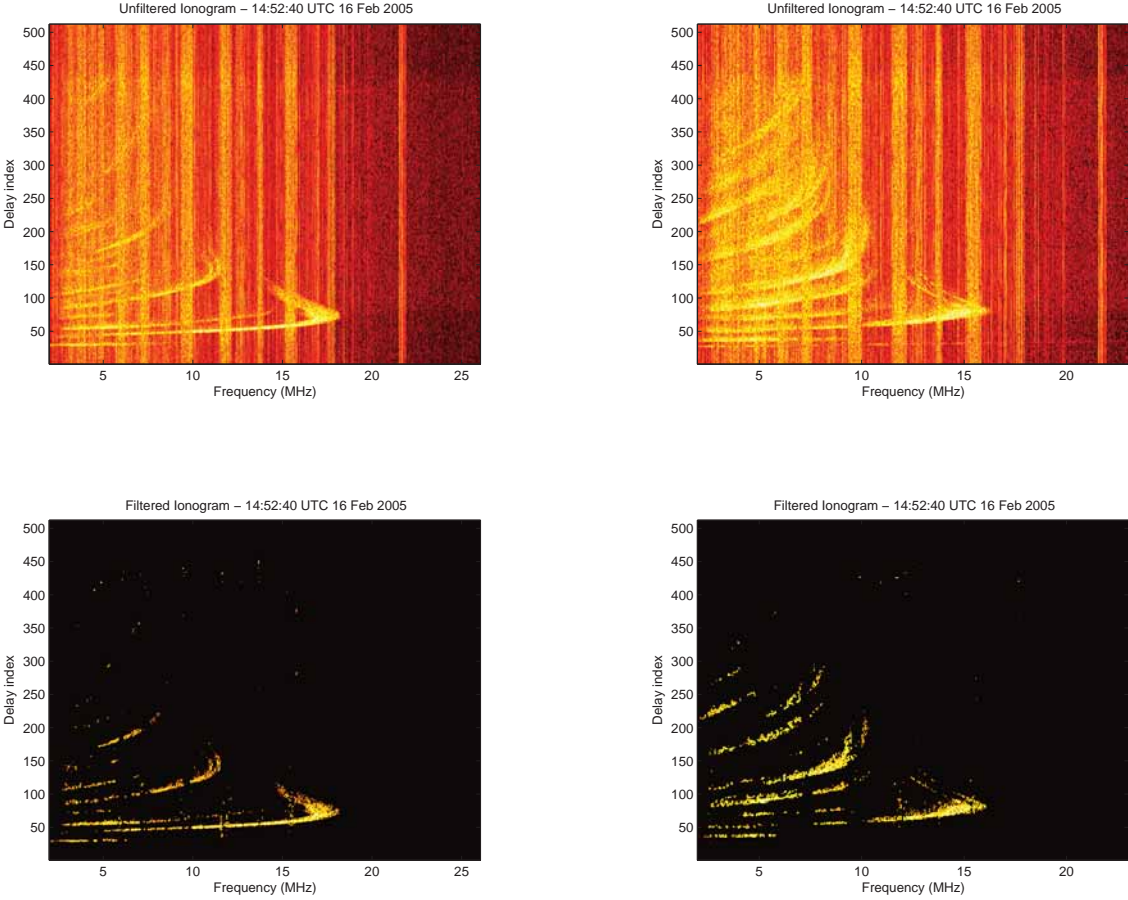 Unfiltered Ionogram – 14:52:40 UTC 16 Feb 2005
500
450
400
350
300
250
200
150
100
50
Delay index
5 10 15 20 25
Frequency (MHz)
Unfiltered Ionogram – 14:52:40 UTC 16 Feb 2005
500
450
400
350
300
250
200
150
100
50
Delay index
5 10 15 20
Frequency (MHz)
Filtered Ionogram – 14:52:40 UTC 16 Feb 2005
500
450
400
350
300
250
200
150
100
50
Delay index
5 10 15 20 25
Frequency (MHz)
Filtered Ionogram – 14:52:40 UTC 16 Feb 2005
500
450
400
350
300
250
200
150
100
50
Delay index
5 10 15 20
Frequency (MHz)